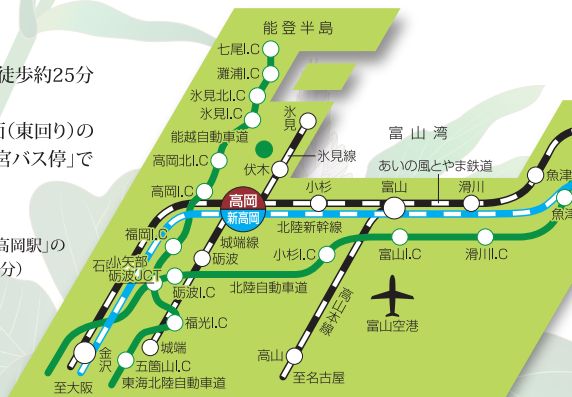 能登半島
七尾I.C
徒歩約25分
灘浦I.C
氷見北I.C
氷見I.C
氷見
面(東回り)の
能越自動車道
富山湾
宮バス停」で
高岡北I.C
伏木
氷見線
あいの風とやま鉄道
魚津
高岡I.C
高岡
小杉
富山
滑川
魚津
新高岡
福岡I.C
北陸新幹線
高岡駅」の
城端線
分)
石
小矢部
砺波JCT
砺波
小杉I.C
富山I.C
滑川I.C
砺波I.C
北陸自動車道
高山本線
福光I.C
富山空港
金沢
城端
高山
五箇山I.C
至大阪
東海北陸自動車道
至名古屋